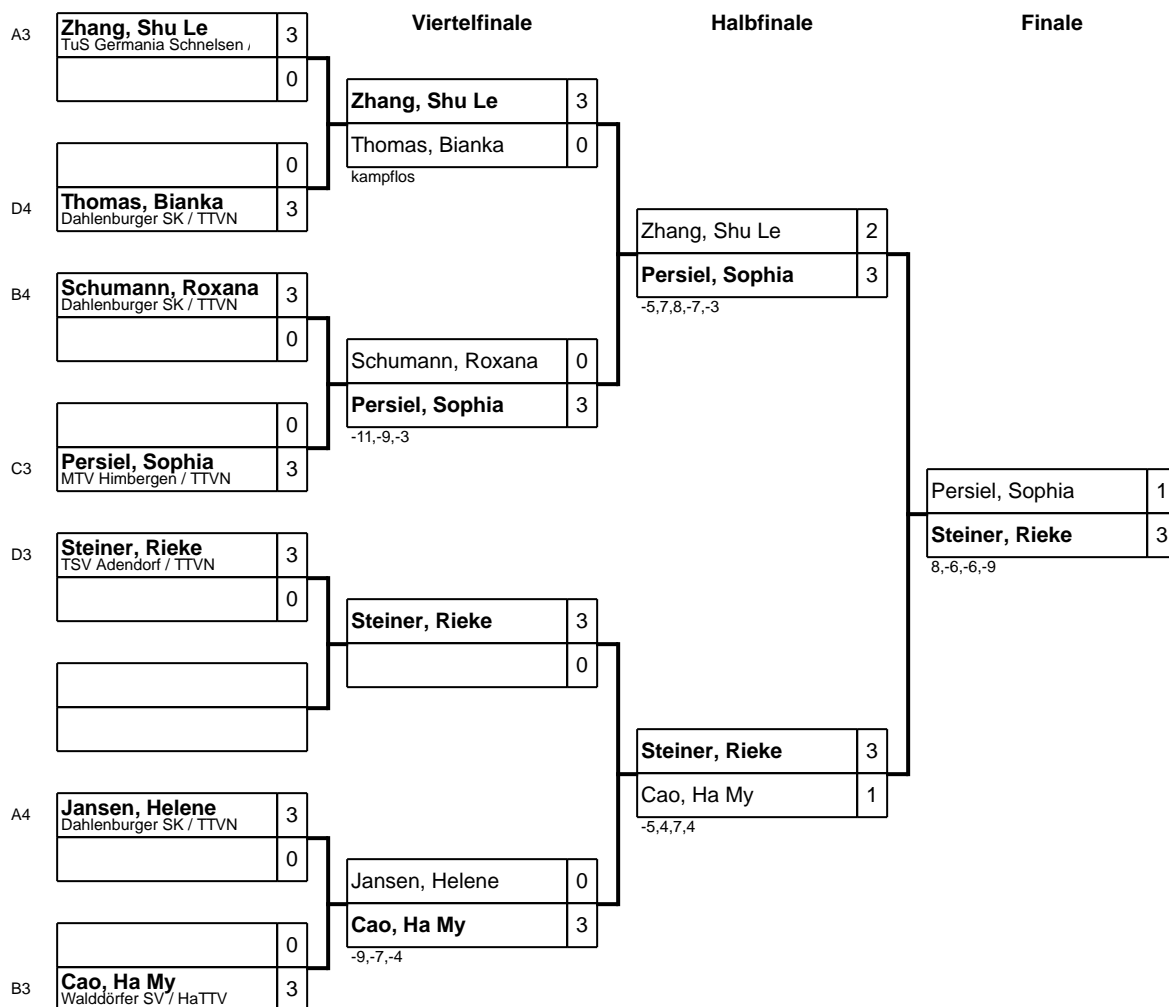 Viertelfinale
Halbfinale
Finale
A3
Zhang, Shu Le
TuS Germania Schnelsen /
3
0
0
D4
Thomas, Bianka
Dahlenburger SK / TTVN
3
B4
Schumann, Roxana
Dahlenburger SK / TTVN
3
0
0
C3
Persiel, Sophia
MTV Himbergen / TTVN
3
D3
Steiner, Rieke
TSV Adendorf / TTVN
3
0
A4
Jansen, Helene
Dahlenburger SK / TTVN
3
0
0
B3
Cao, Ha My
Walddörfer SV / HaTTV
3
Zhang, Shu Le 3
Thomas, Bianka 0
kampflos
Schumann, Roxana 0
Persiel, Sophia 3
-11,-9,-3
Steiner, Rieke 3
0
Jansen, Helene 0
Cao, Ha My 3
-9,-7,-4
Zhang, Shu Le 2
Persiel, Sophia 3
-5,7,8,-7,-3
Steiner, Rieke 3
Cao, Ha My 1
-5,4,7,4
Persiel, Sophia 1
Steiner, Rieke 3
8,-6,-6,-9